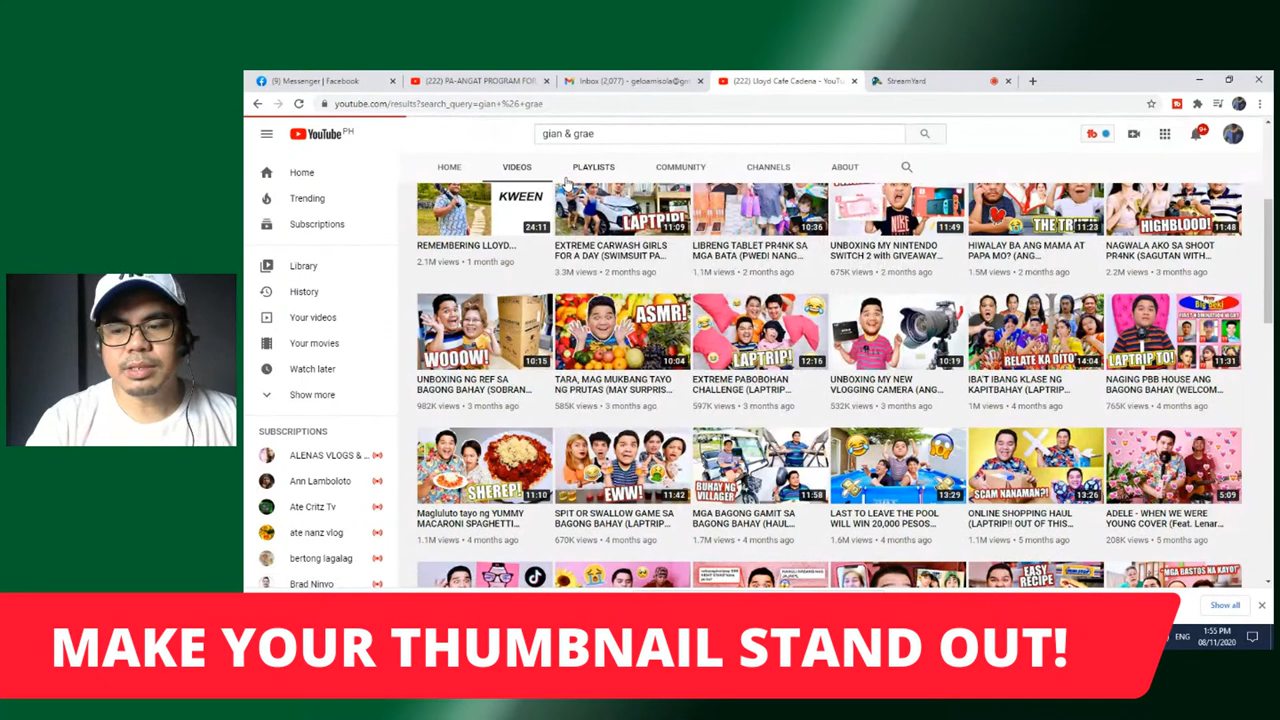 (9) Messenger | Facebook
(222) PA-ANGAT PROGRAM FOR
Inbox (2,077) - geloamisola@gm
(222) Lloyd Cafe Cadena - YouTu
StreamYard
youtube.com/results?search_query=gian+%26+grae
YouTube PH
gian & grae
9+
HOME
VIDEOS
PLAYLISTS
COMMUNITY
CHANNELS
ABOUT
Home
Trending
Subscriptions
Library
History
Your videos
Your movies
Watch later
Show more
SUBSCRIPTIONS
ALENAS VLOGS & ...
Ann Lamboloto
Ate Criztz Tv
ate nanz vlog
bertong lagalag
Brad Ninyo
KWEEN
24:11
LAPTRIP!
11:09
10:36
11:49
THE TRUTH
11:23
HIGHBLOOD!
11:48
REMEMBERING LLOYD...
2.1M views • 1 month ago
EXTREME CARWASH GIRLS
FOR A DAY (SWIMSUIT PA...
3.3M views • 2 months ago
LIBRENG TABLET PR4NK SA
MGA BATA (PWEDI NANG...
1.1M views • 2 months ago
UNBOXING MY NINTENDO
SWITCH 2 with GIVEAWAY...
675K views • 2 months ago
HIWALAY BA ANG MAMA AT
PAPA MO? (ANG...
1.5M views • 2 months ago
NAGWALA AKO SA SHOOT
PR4NK (SAGUTAN WITH...
2.2M views • 2 months ago
WOOOW!
10:15
ASMR!
10:04
LAPTRIP!
12:16
10:19
RELATE KA DITO'
14:04
Big Beki
FIRST NOMINATION NIGHT
LAPTRIP TO!
11:31
UNBOXING NG REF SA
BAGONG BAHAY (SOBRAN...
982K views • 3 months ago
TARA, MAG MUKBANG TAYO
NG PRUTAS (MAY SURPRIS...
585K views • 3 months ago
EXTREME PABOBOHAN
CHALLENGE (LAPTRIP...
597K views • 3 months ago
UNBOXING MY NEW
VLOGGING CAMERA (ANG...
532K views • 3 months ago
IBA'T IBANG KLASE NG
KAPITBAHAY (LAPTRIP...
1M views • 4 months ago
NAGING PBB HOUSE ANG
BAGONG BAHAY (WELCOM...
765K views • 4 months ago
SHEREP!
11:10
EWW!
11:42
BUHAY NG
VILLAGER
11:58
13:29
SCAM NANAMAN?!
13:26
5:09
Magluluto tayo ng YUMMY
MACARONI SPAGHETTI...
1.1M views • 4 months ago
SPIT OR SWALLOW GAME SA
BAGONG BAHAY (LAPTRIP...
670K views • 4 months ago
MGA BAGONG GAMIT SA
BAGONG BAHAY (HAUL...
1.7M views • 4 months ago
LAST TO LEAVE THE POOL
WILL WIN 20,000 PESOS...
1.6M views • 4 months ago
ONLINE SHOPPING HAUL
(LAPTRIP!! OUT OF THIS...
1.1M views • 5 months ago
ADELE - WHEN WE WERE
YOUNG COVER (Feat. Lenar...
208K views • 5 months ago
EASY
RECIPE
MGA BASTOS NA KAYO!
Show all
ENG
1:55 PM
08/11/2020
MAKE YOUR THUMBNAIL STAND OUT!